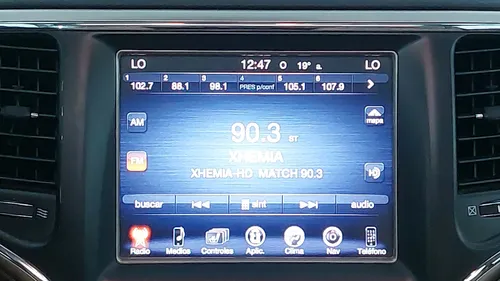 LO 12:47 O 19° a. LO
1 2 3 4 5 6
102.7 88.1 98.1 PRES p/conf 105.1 107.9
AM 90.3 ST mapa
FM XHEMIA
XHEMIA-HD MATCH 90.3
buscar sint audio
Radio Medios Controles Aplic. Clima Nav Teléfono